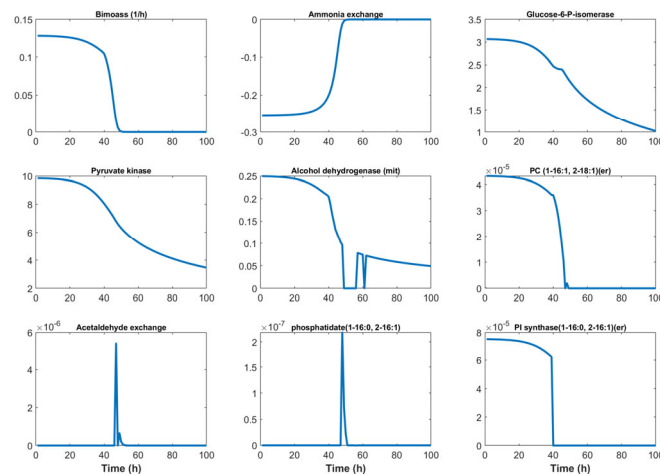 Bimoass (1/h)
Ammonia exchange
Glucose-6-P-isomerase
0.15
0.1
0.05
0
0 20 40 60 80 100
0
-0.1
-0.2
-0.3
0 20 40 60 80 100
3.5
3
2.5
2
1.5
1
0 20 40 60 80 100
Pyruvate kinase
Alcohol dehydrogenase (mit)
PC (1-16:1, 2-18:1)(er)
10
8
6
4
2
0 20 40 60 80 100
0.25
0.2
0.15
0.1
0.05
0
0 20 40 60 80 100
×10⁻⁵
4
3
2
1
0
0 20 40 60 80 100
Acetaldehyde exchange
phosphatidate(1-16:0, 2-16:1)
PI synthase(1-16:0, 2-16:1)(er)
×10⁻⁶
6
4
2
0
0 20 40 60 80 100
Time (h)
×10⁻⁷
2
1.5
1
0.5
0
0 20 40 60 80 100
Time (h)
×10⁻⁵
8
6
4
2
0
0 20 40 60 80 100
Time (h)